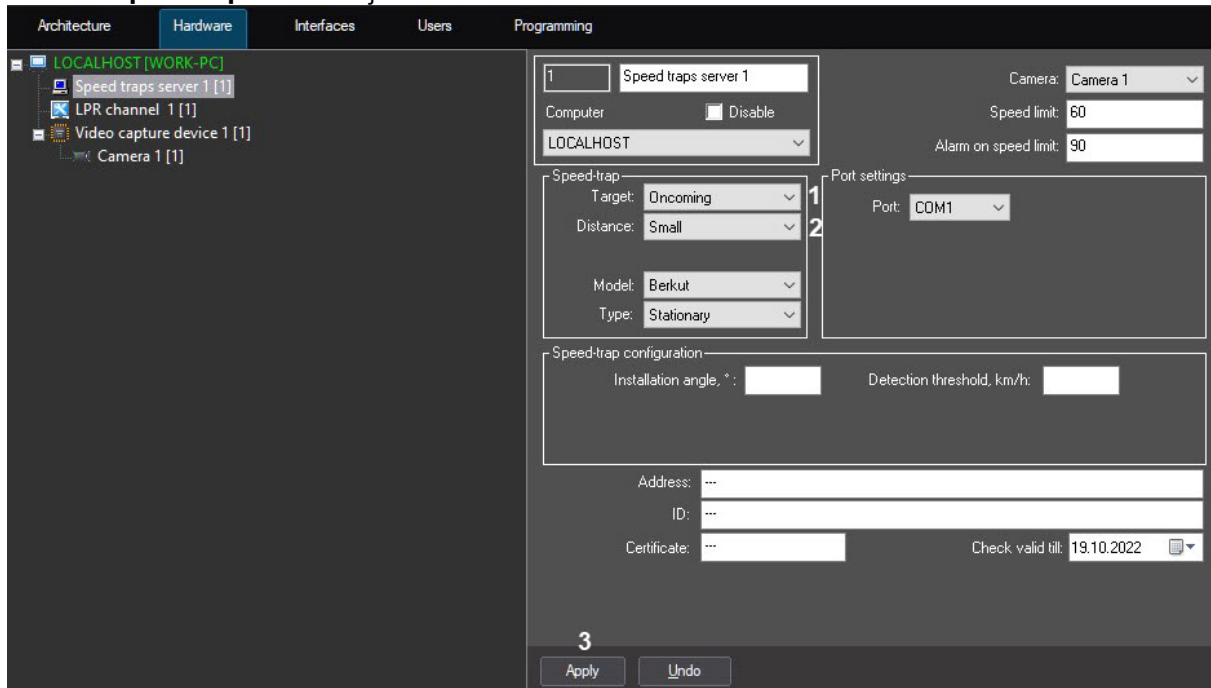 Architecture Hardware Interfaces Users Programming
LOCALHOST [WORK-PC]
Speed traps server 1 [1]
LPR channel 1 [1]
Video capture device 1 [1]
Camera 1 [1]
1 Speed traps server 1
Computer Disable
LOCALHOST
Camera: Camera 1
Speed limit: 60
Alarm on speed limit: 90
Speed-trap
Target: Oncoming 1
Distance: Small 2
Model: Berkut
Type: Stationary
Port settings
Port: COM1
Speed-trap configuration
Installation angle, ° : Detection threshold, km/h:
Address: ---
ID: ---
Certificate: --- Check valid till: 19.10.2022
3
Apply Undo